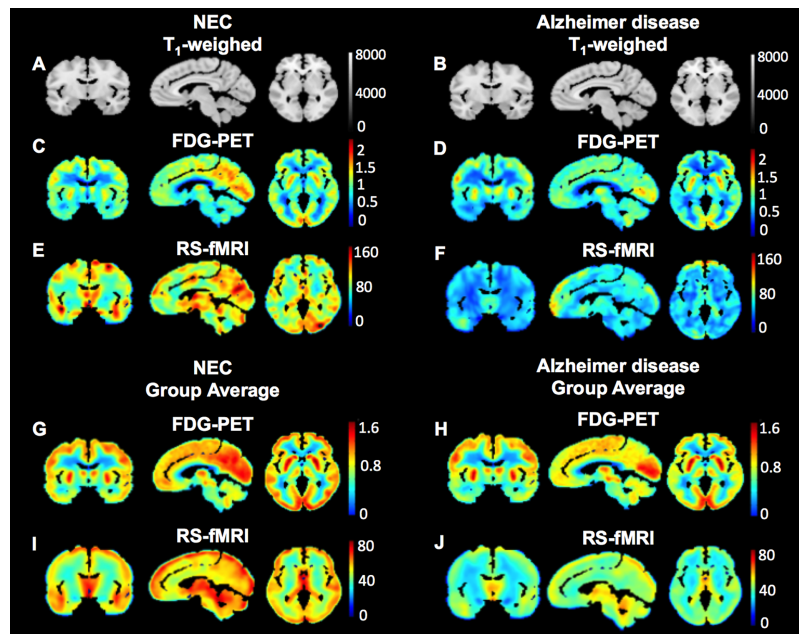 NEC
T1-weighed
Alzheimer disease
T1-weighed
A
8000
4000
0
B
8000
4000
0
FDG-PET
C
2
1.5
1
0.5
0
FDG-PET
D
2
1.5
1
0.5
0
RS-fMRI
E
160
80
0
RS-fMRI
F
160
80
0
NEC
Group Average
Alzheimer disease
Group Average
FDG-PET
G
1.6
0.8
0
FDG-PET
H
1.6
0.8
0
RS-fMRI
I
80
40
0
RS-fMRI
J
80
40
0